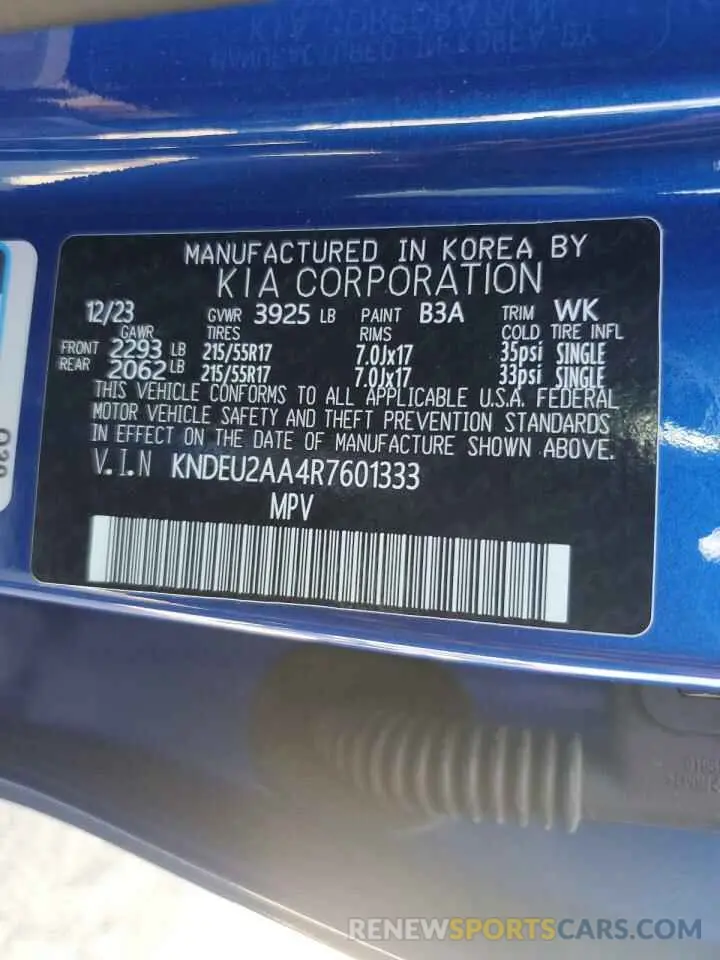 MANUFACTURED IN KOREA BY
KIA CORPORATION
12/23 GVWR 3925 LB PAINT B3A TRIM WK
GAWR TIRES RIMS COLD TIRE INFL
FRONT 2293 LB 215/55R17 7.0Jx17 35psi SINGLE
REAR 2062 LB 215/55R17 7.0Jx17 33psi SINGLE
THIS VEHICLE CONFORMS TO ALL APPLICABLE U.S.A. FEDERAL
MOTOR VEHICLE SAFETY AND THEFT PREVENTION STANDARDS
IN EFFECT ON THE DATE OF MANUFACTURE SHOWN ABOVE.
V.I.N KNDEU2AA4R7601333
MPV
RENEWSPORTSCARS.COM